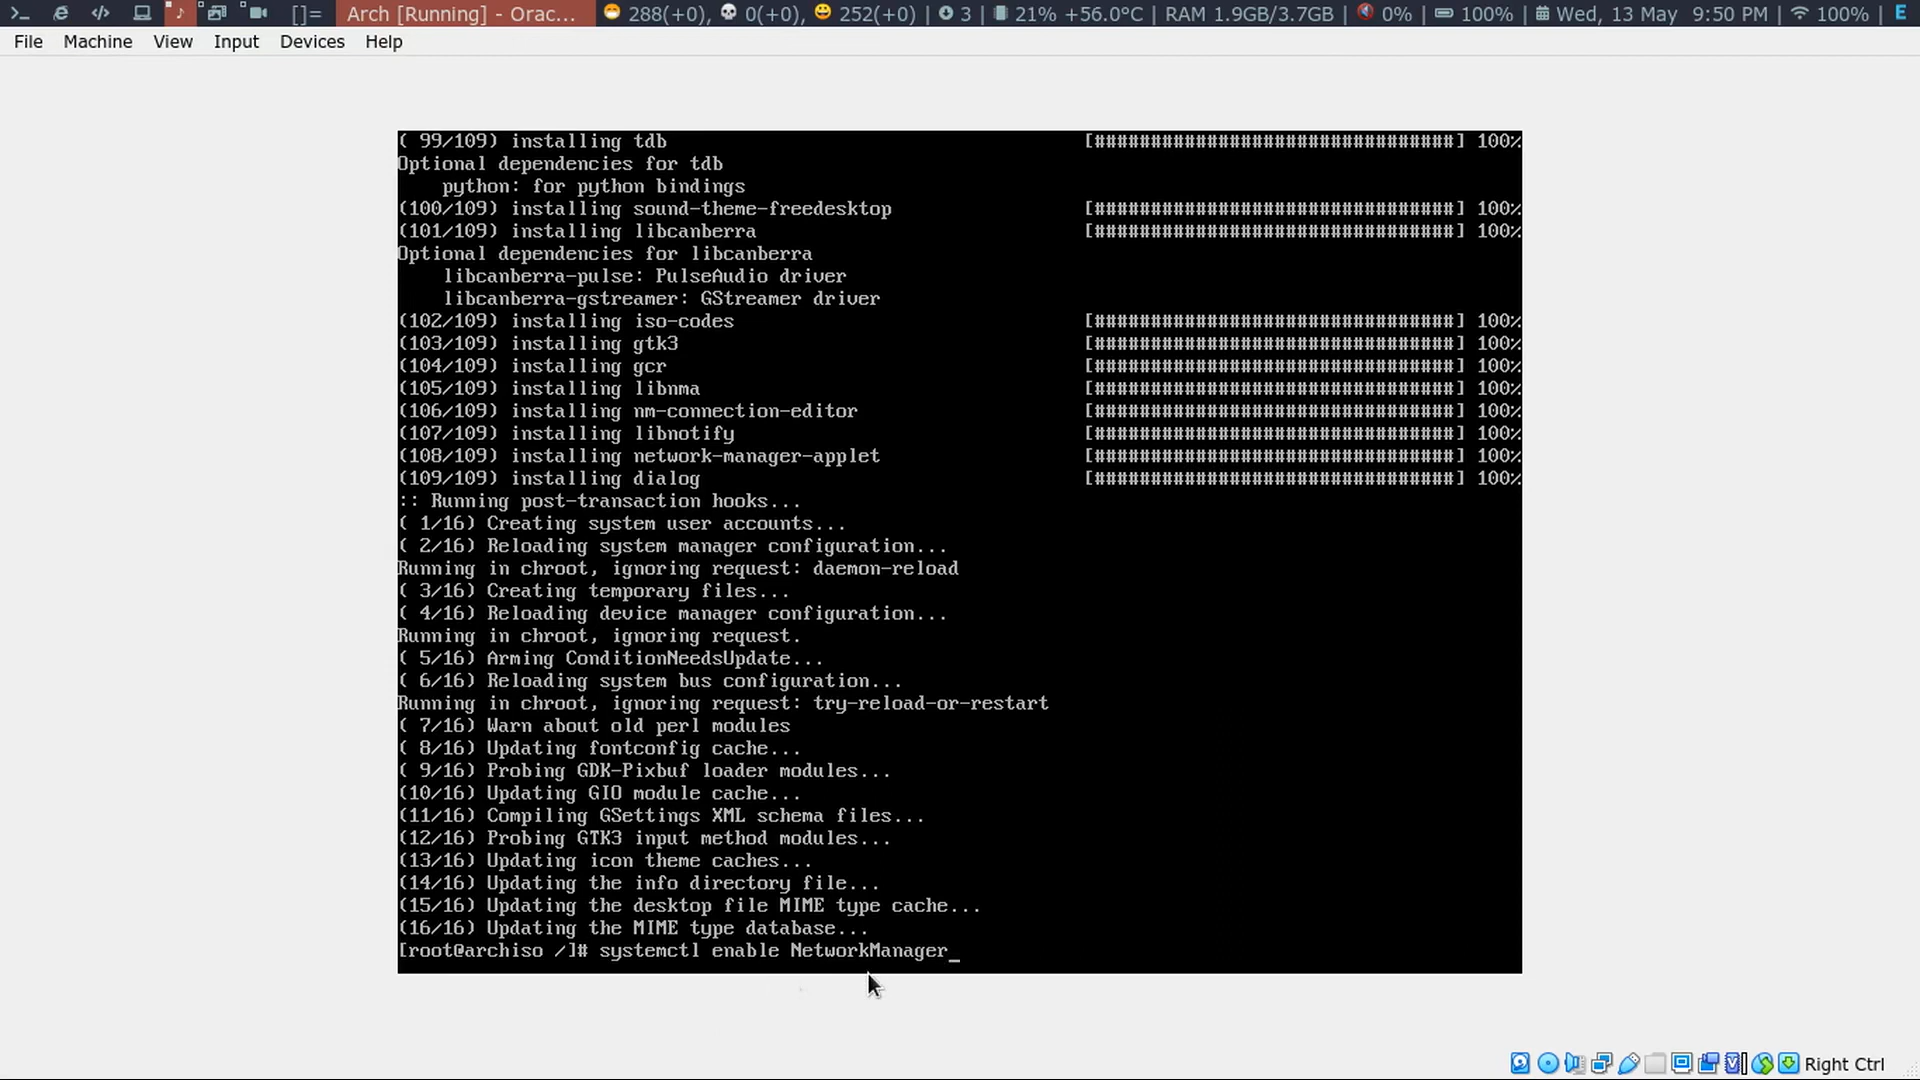 Arch [Running] - Orac... 288(+0), 0(+0), 252(+0) | 3 | 21% +56.0°C | RAM 1.9GB/3.7GB | 0% | 100% | Wed, 13 May 9:50 PM | 100% | E
File Machine View Input Devices Help
( 99/109) installing tdb [################################] 100%
Optional dependencies for tdb
python: for python bindings
(100/109) installing sound-theme-freedesktop [################################] 100%
(101/109) installing libcanberra [################################] 100%
Optional dependencies for libcanberra
libcanberra-pulse: PulseAudio driver
libcanberra-gstreamer: GStreamer driver
(102/109) installing iso-codes [################################] 100%
(103/109) installing gtk3 [################################] 100%
(104/109) installing gcr [################################] 100%
(105/109) installing libnma [################################] 100%
(106/109) installing nm-connection-editor [################################] 100%
(107/109) installing libnotify [################################] 100%
(108/109) installing network-manager-applet [################################] 100%
(109/109) installing dialog [################################] 100%
:: Running post-transaction hooks...
( 1/16) Creating system user accounts...
( 2/16) Reloading system manager configuration...
Running in chroot, ignoring request: daemon-reload
( 3/16) Creating temporary files...
( 4/16) Reloading device manager configuration...
Running in chroot, ignoring request.
( 5/16) Arming ConditionNeedsUpdate...
( 6/16) Reloading system bus configuration...
Running in chroot, ignoring request: try-reload-or-restart
( 7/16) Warn about old perl modules
( 8/16) Updating fontconfig cache...
( 9/16) Probing GDK-Pixbuf loader modules...
(10/16) Updating GIO module cache...
(11/16) Compiling GSettings XML schema files...
(12/16) Probing GTK3 input method modules...
(13/16) Updating icon theme caches...
(14/16) Updating the info directory file...
(15/16) Updating the desktop file MIME type cache...
(16/16) Updating the MIME type database...
[root@archiso /]# systemctl enable NetworkManager_
Right Ctrl